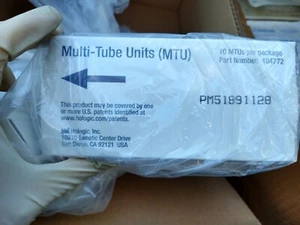 Multi-Tube Units (MTU)
10 MTUs per package
Part Number: 104772
PM51891128
This product may be covered by one
or more U.S. patents identified at
www.hologic.com/patents.
Hologic, Inc.
10210 Genetic Center Drive
San Diego, CA 92121 USA